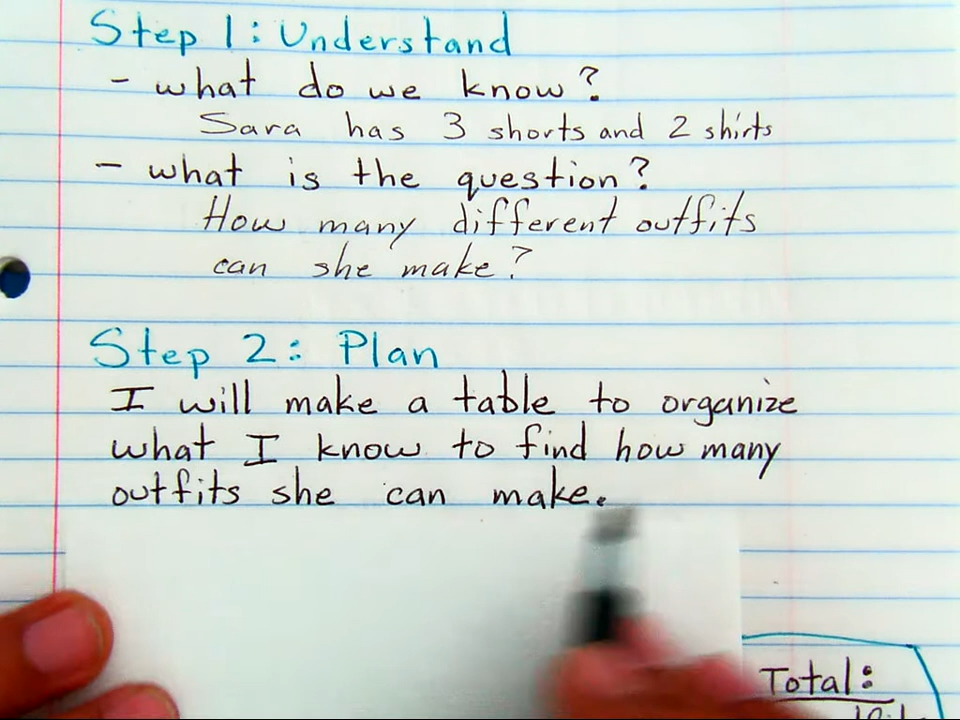 Step 1: Understand
- what do we know?
Sara has 3 shorts and 2 shirts
- what is the question?
How many different outfits
can she make?
Step 2: Plan
I will make a table to organize
what I know to find how many
outfits she can make.
Total: